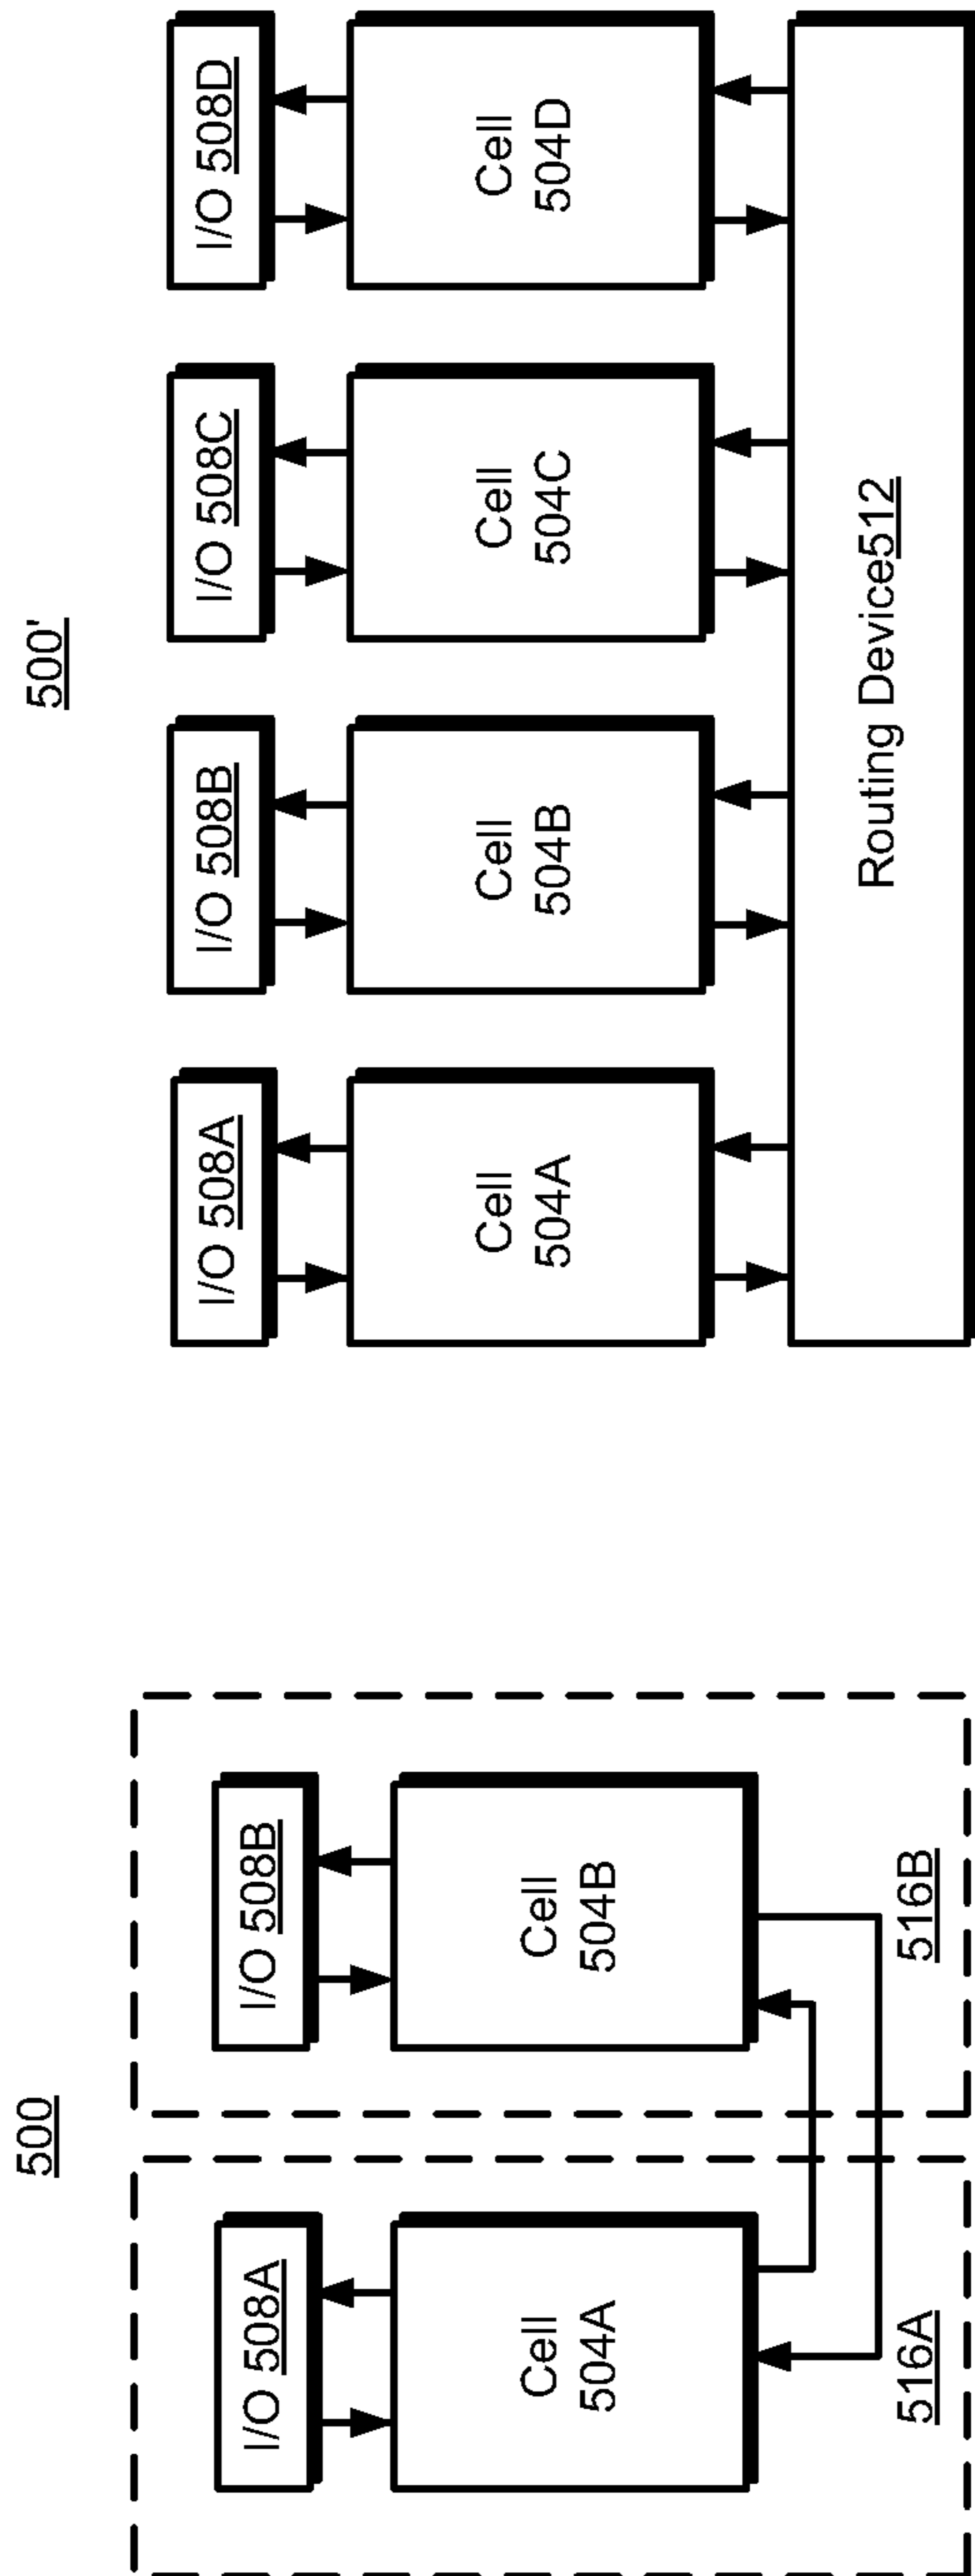 500
I/O 508A
Cell
504A
516A
I/O 508B
Cell
504B
516B
500'
I/O 508A
Cell
504A
I/O 508B
Cell
504B
I/O 508C
Cell
504C
I/O 508D
Cell
504D
Routing Device512